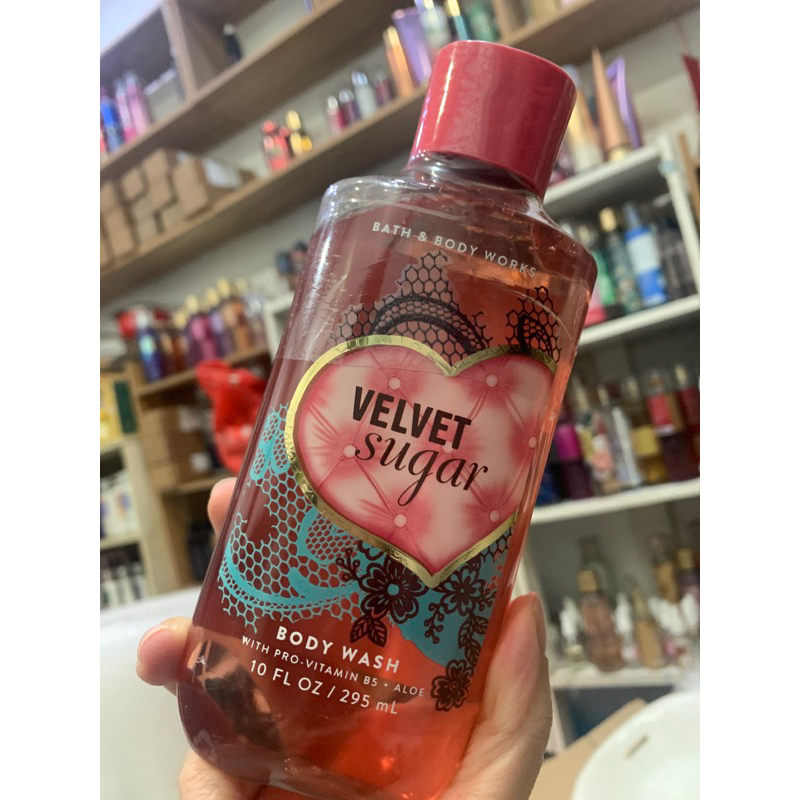 BATH & BODY WORKS
VELVET
sugar
BODY WASH
WITH PRO-VITAMIN B5 + ALOE
10 FL OZ / 295 mL